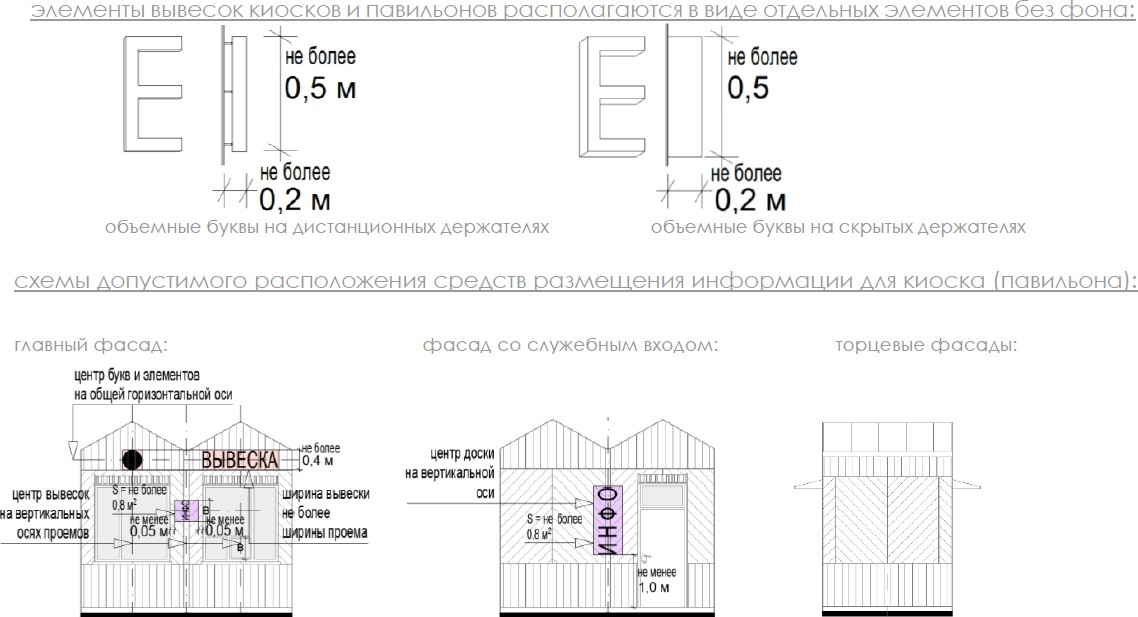 элементы вывесок киосков и павильонов располагаются в виде отдельных элементов без фона:
Е
не более
0,5 м
не более
0,2 м
Е
не более
0,5
не более
0,2 м
объемные буквы на дистанционных держателях
объемные буквы на скрытых держателях
схемы допустимого расположения средств размещения информации для киоска (павильона):
главный фасад:
фасад со служебным входом:
торцевые фасады:
центр букв и элементов
на общей горизонтальной оси
ВЫВЕСКА
не более
0,4 м
центр вывесок
на вертикальных
осях проемов
S = не более
0,8 м²
ИНФО
В
не менее
0,05 м
не менее
0,05 м
В
ширина вывески
не более
ширины проема
центр доски
на вертикальной
оси
S = не более
0.8 м²
ИНФО
не менее
1,0 м